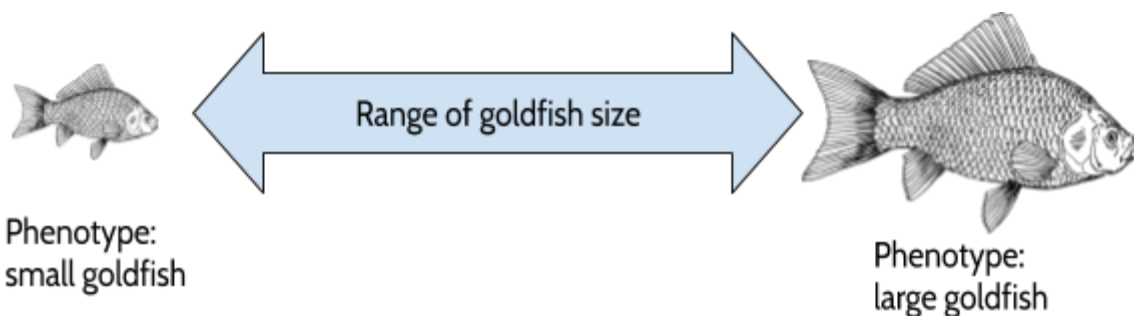 Range of goldfish size
Phenotype:
small goldfish
Phenotype:
large goldfish